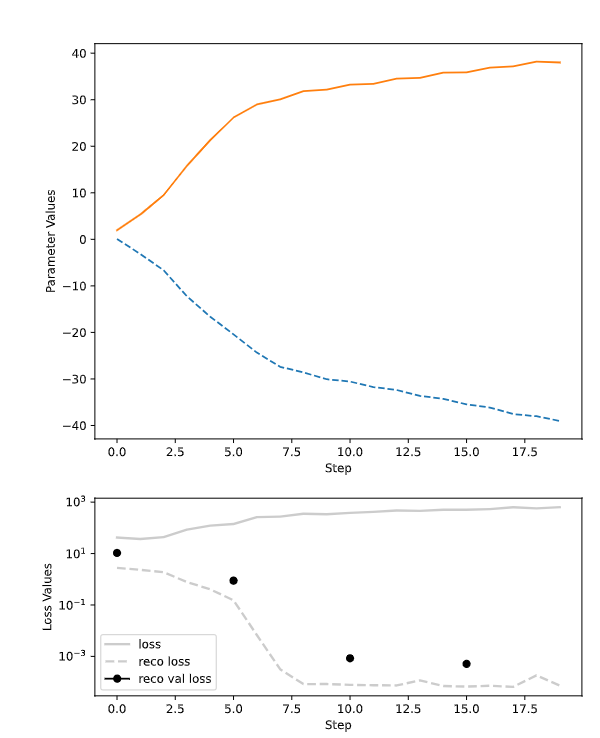 40
30
20
10
0
−10
−20
−30
−40
Parameter Values
0.0 2.5 5.0 7.5 10.0 12.5 15.0 17.5
Step
10³
10¹
10⁻¹
10⁻³
Loss Values
loss
reco loss
reco val loss
0.0 2.5 5.0 7.5 10.0 12.5 15.0 17.5
Step